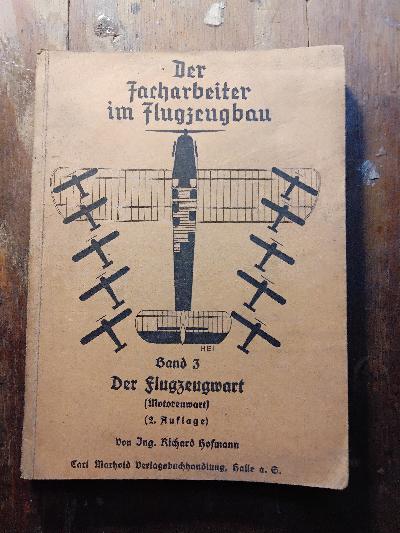 Der
Facharbeiter
im Flugzeugbau
HEI
Band 3
Der Flugzeugwart
(Motorenwart)
(2. Auflage)
Von Ing. Richard Hofmann
Carl Marhold Verlagsbuchhandlung, Halle a. S.